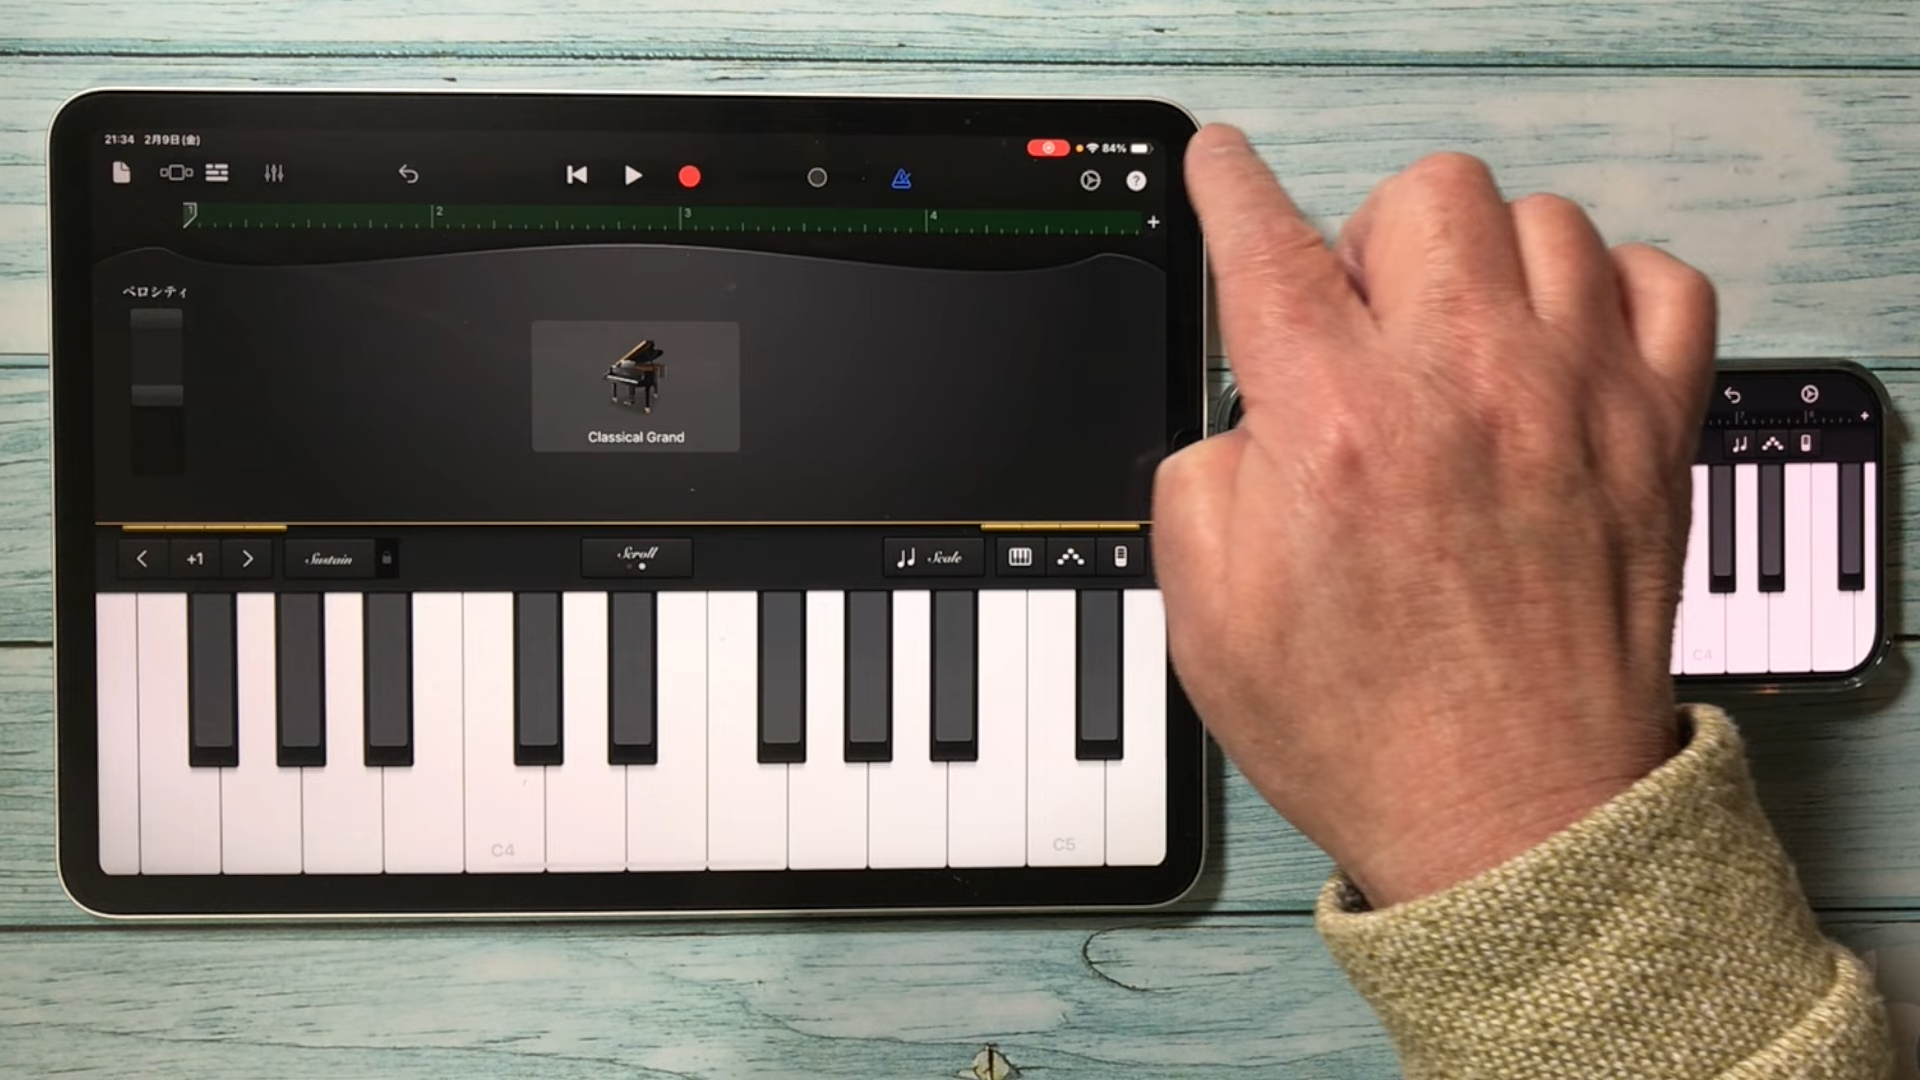 21:34 2月9日(金)
84%
?
1 2 3 4 +
ベロシティ
Classical Grand
+1
Sustain
Scroll
Scale
C4 C5
+
C4